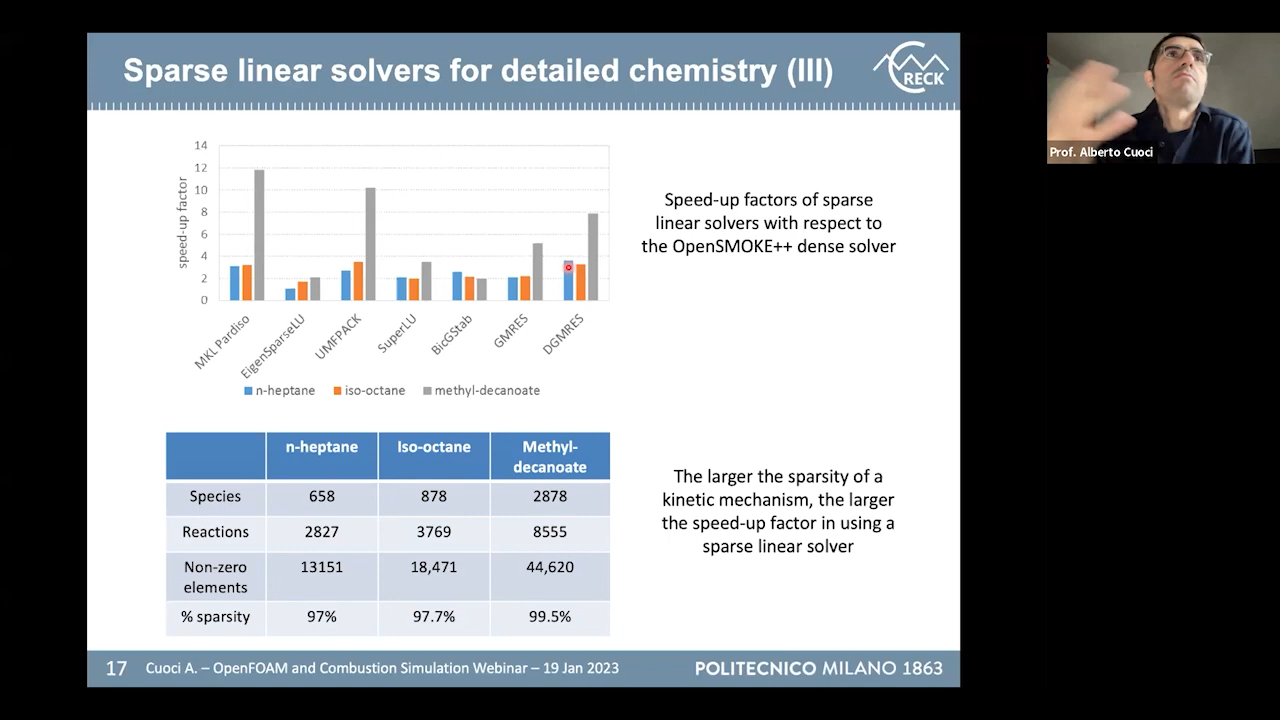 Sparse linear solvers for detailed chemistry (III)
CRECK
14
12
10
8
6
4
2
0
speed-up factor
MKL Pardiso
EigenSparseLU
UMFPACK
SuperLU
BicGStab
GMRES
DGMRES
n-heptane iso-octane methyl-decanoate
Speed-up factors of sparse
linear solvers with respect to
the OpenSMOKE++ dense solver
n-heptane Iso-octane Methyl-
decanoate
Species 658 878 2878
Reactions 2827 3769 8555
Non-zero
elements 13151 18,471 44,620
% sparsity 97% 97.7% 99.5%
The larger the sparsity of a
kinetic mechanism, the larger
the speed-up factor in using a
sparse linear solver
17 Cuoci A. – OpenFOAM and Combustion Simulation Webinar – 19 Jan 2023 POLITECNICO MILANO 1863
Prof. Alberto Cuoci